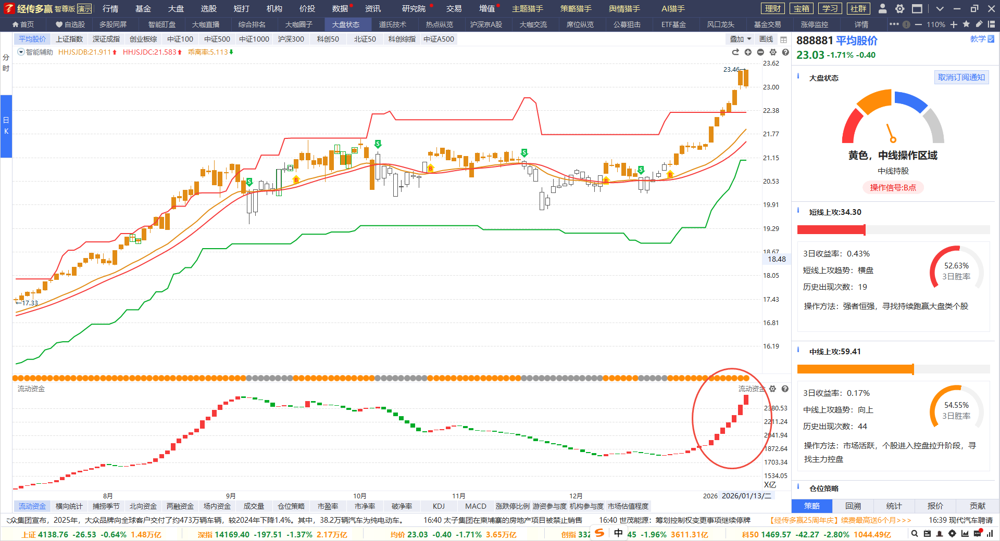 经传多赢 智尊版 演示 行情 基金 大盘 选股 短打 机构 价投 数据 资讯 研究院 交易 增值 主题猎手 策略猎手 舆情猎手 AI猎手 理财 宝箱 学习 社群
首页 自选股 多股同屏 智能盯盘 大咖直播 综合排名 大咖圈子 大盘状态 道氏技术 热点纵览 沪深京A股 大咖交流 席位纵览 公募狙击 ETF基金 风口龙头 基金交易 涨停监控 详情 110%
平均股价 上证指数 深证成指 创业板综 中证100 中证500 中证1000 沪深300 科创50 北证50 科创综指 中证A500 叠加 画线
分时
日K
智能辅助 HHJSJDB:21.911 HHJSJDC:21.583 乖离率:5.113
23.62
23.46
23.00
22.38
21.77
21.15
20.53
19.91
19.29
18.67
18.48
18.05
17.43
16.81
16.19
17.33
S
B
S
B
S
B
S
B
流动资金
流动资金
2380.53
2211.24
2041.94
1872.64
1703.34
1534.05
X亿
8月 9月 10月 11月 12月 2026 2026/01/13/二
流动资金 横向统计 捕捞季节 北向资金 两融资金 场内资金 成交量 仓位策略 市盈率 市净率 破净率 KDJ MACD 涨跌停比例 游资参与度 机构参与度 市场估值程度
888881 平均股价 教学
23.03 -1.71% -0.40
大盘状态 取消订阅通知
黄色，中线操作区域
中线持股
操作信号:B点
短线上攻:34.30
3日收益率：0.43%
短线上攻趋势：横盘
历史出现次数：19
52.63%
3日胜率
操作方法：强者恒强，寻找持续跑赢大盘类个股
中线上攻:59.41
3日收益率：0.17%
中线上攻趋势：向上
历史出现次数：44
54.55%
3日胜率
操作方法：市场活跃，个股进入控盘拉升阶段，寻
找主力控盘
仓位策略
策略 回溯 统计 报价 贡献
众集团宣布，2025年，大众品牌向全球客户交付了约473万辆车辆，较2024年下降1.4%。其中，38.2万辆汽车为纯电动车。 16:40 太子集团在柬埔寨的房地产项目被禁止销售 16:40 世茂能源：筹划控制权变更事项继续停牌 【经传多赢25周年庆】续费最高送6个月>>> 16:39 现代汽车聘请
上证 4138.76 -26.53 -0.64% 1.48万亿 深指 14169.40 -197.51 -1.37% 2.17万亿 均价 23.03 -0.40 -1.71% 3.65万亿 创指 332 中 45 -1.96% 3611.31亿 科50 1469.57 -42.27 -2.80% 1044.49亿